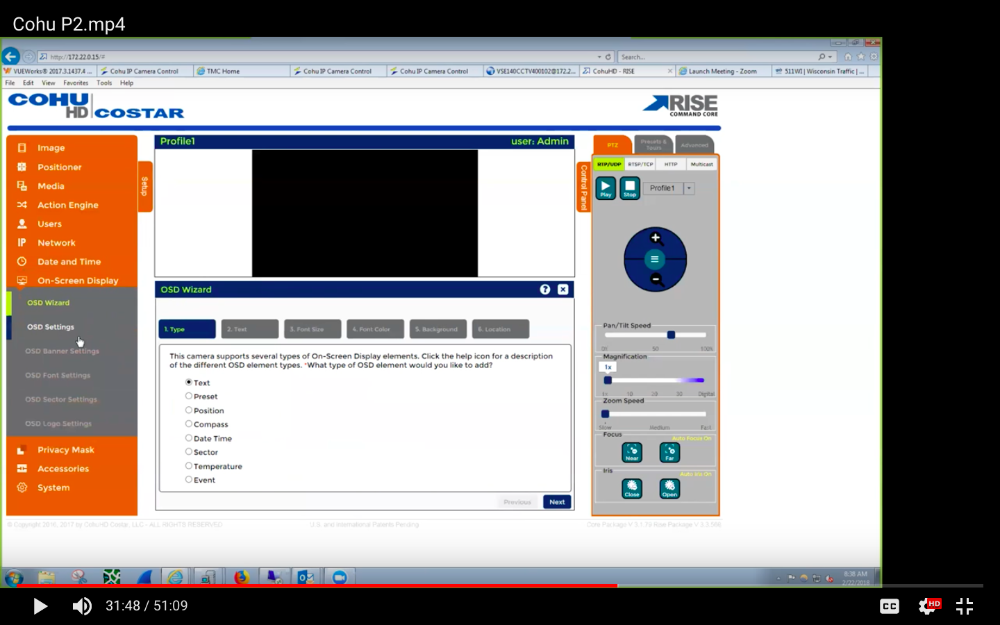 Cohu P2.mp4
http://172.22.0.15/#
Search...
VUEWorks® 2017.3.1437.4 ...
Cohu IP Camera Control
TMC Home
Cohu IP Camera Control
Cohu IP Camera Control
VSE140CCTV400102@172.2...
CohuHD - RISE
Launch Meeting - Zoom
511WI | Wisconsin Traffic | ...
File Edit View Favorites Tools Help
COHU HD COSTAR
RISE
COMMAND CORE
Image
Positioner
Media
Action Engine
Users
IP Network
Date and Time
On-Screen Display
OSD Wizard
OSD Settings
OSD Banner Settings
OSD Font Settings
OSD Sector Settings
OSD Logo Settings
Privacy Mask
Accessories
System
Setup
Profile1
user: Admin
OSD Wizard
?
1. Type
2. Text
3. Font Size
4. Font Color
5. Background
6. Location
This camera supports several types of On-Screen Display elements. Click the help icon for a description
of the different OSD element types. *What type of OSD element would you like to add?
Text
Preset
Position
Compass
Date Time
Sector
Temperature
Event
Previous
Next
Control Panel
PTZ
Presets &
Tours
Advanced
RTP/UDP
RTSP/TCP
HTTP
Multicast
Play
Stop
Profile1
Pan/Tilt Speed
0% 50 100%
Magnification
1x
1x 10 20 30 Digital
Zoom Speed
Slow Medium Fast
Focus
Auto Focus On
Near
Far
Iris
Auto Iris On
Close
Open
© Copyright 2016, 2017 by CohuHD Costar, LLC - ALL RIGHTS RESERVED
U.S. and International Patents Pending
Core Package V 3.1.79 Rise Package V 3.3.568
8:38 AM
2/22/2018
31:48 / 51:09
CC
HD